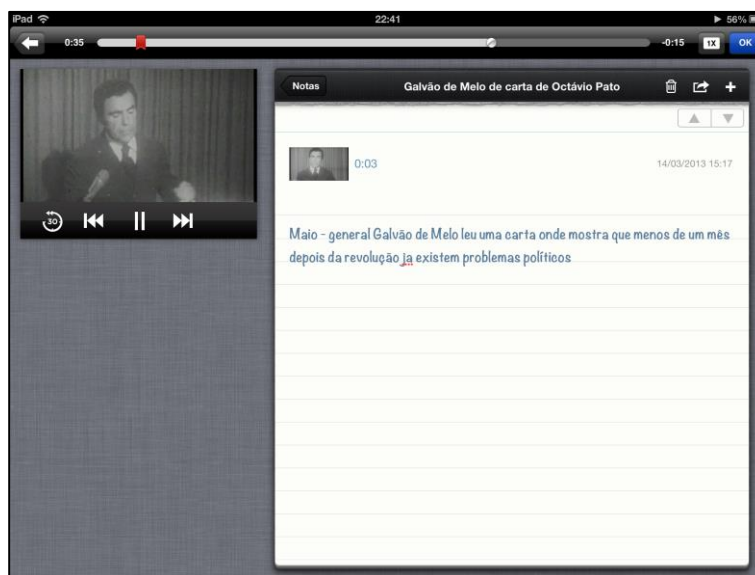 iPad 22:41 56%
0:35 -0:15 1X OK
Notas Galvão de Melo de carta de Octávio Pato
0:03 14/03/2013 15:17
30
Maio - general Galvão de Melo leu uma carta onde mostra que menos de um mês
depois da revolução ja existem problemas políticos